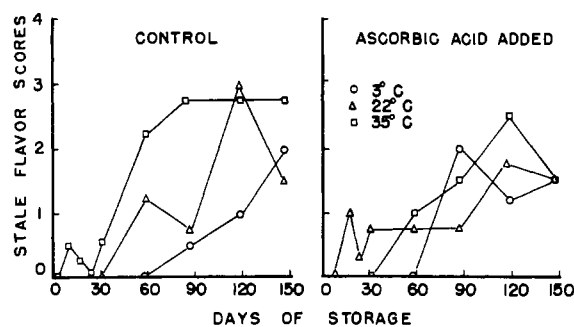 CONTROL
ASCORBIC ACID ADDED
STALE FLAVOR SCORES
4
3
2
1
0
○ 3° C
△ 22° C
□ 35° C
0 30 60 90 120 150
0 30 60 90 120 150
DAYS OF STORAGE